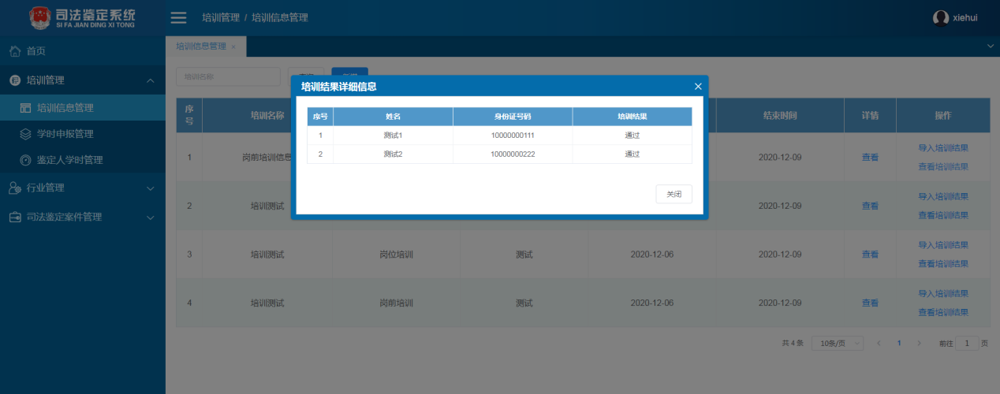 司法鉴定系统
SI FA JIAN DING XI TONG
培训管理 / 培训信息管理
xiehui
首页
培训管理
培训信息管理
学时申报管理
鉴定人学时管理
行业管理
司法鉴定案件管理
培训信息管理 ×
培训名称
培训结果详细信息 ×
序号 姓名 身份证号码 培训结果
1 测试1 10000000111 通过
2 测试2 10000000222 通过
关闭
序号 培训名称 结束时间 详情 操作
1 岗前培训信息 2020-12-09 查看 导入培训结果
查看培训结果
2 培训测试 2020-12-09 查看 导入培训结果
查看培训结果
3 培训测试 岗位培训 测试 2020-12-06 2020-12-09 查看 导入培训结果
查看培训结果
4 培训测试 岗前培训 测试 2020-12-06 2020-12-09 查看 导入培训结果
查看培训结果
共 4 条 10条/页 < 1 > 前往 1 页